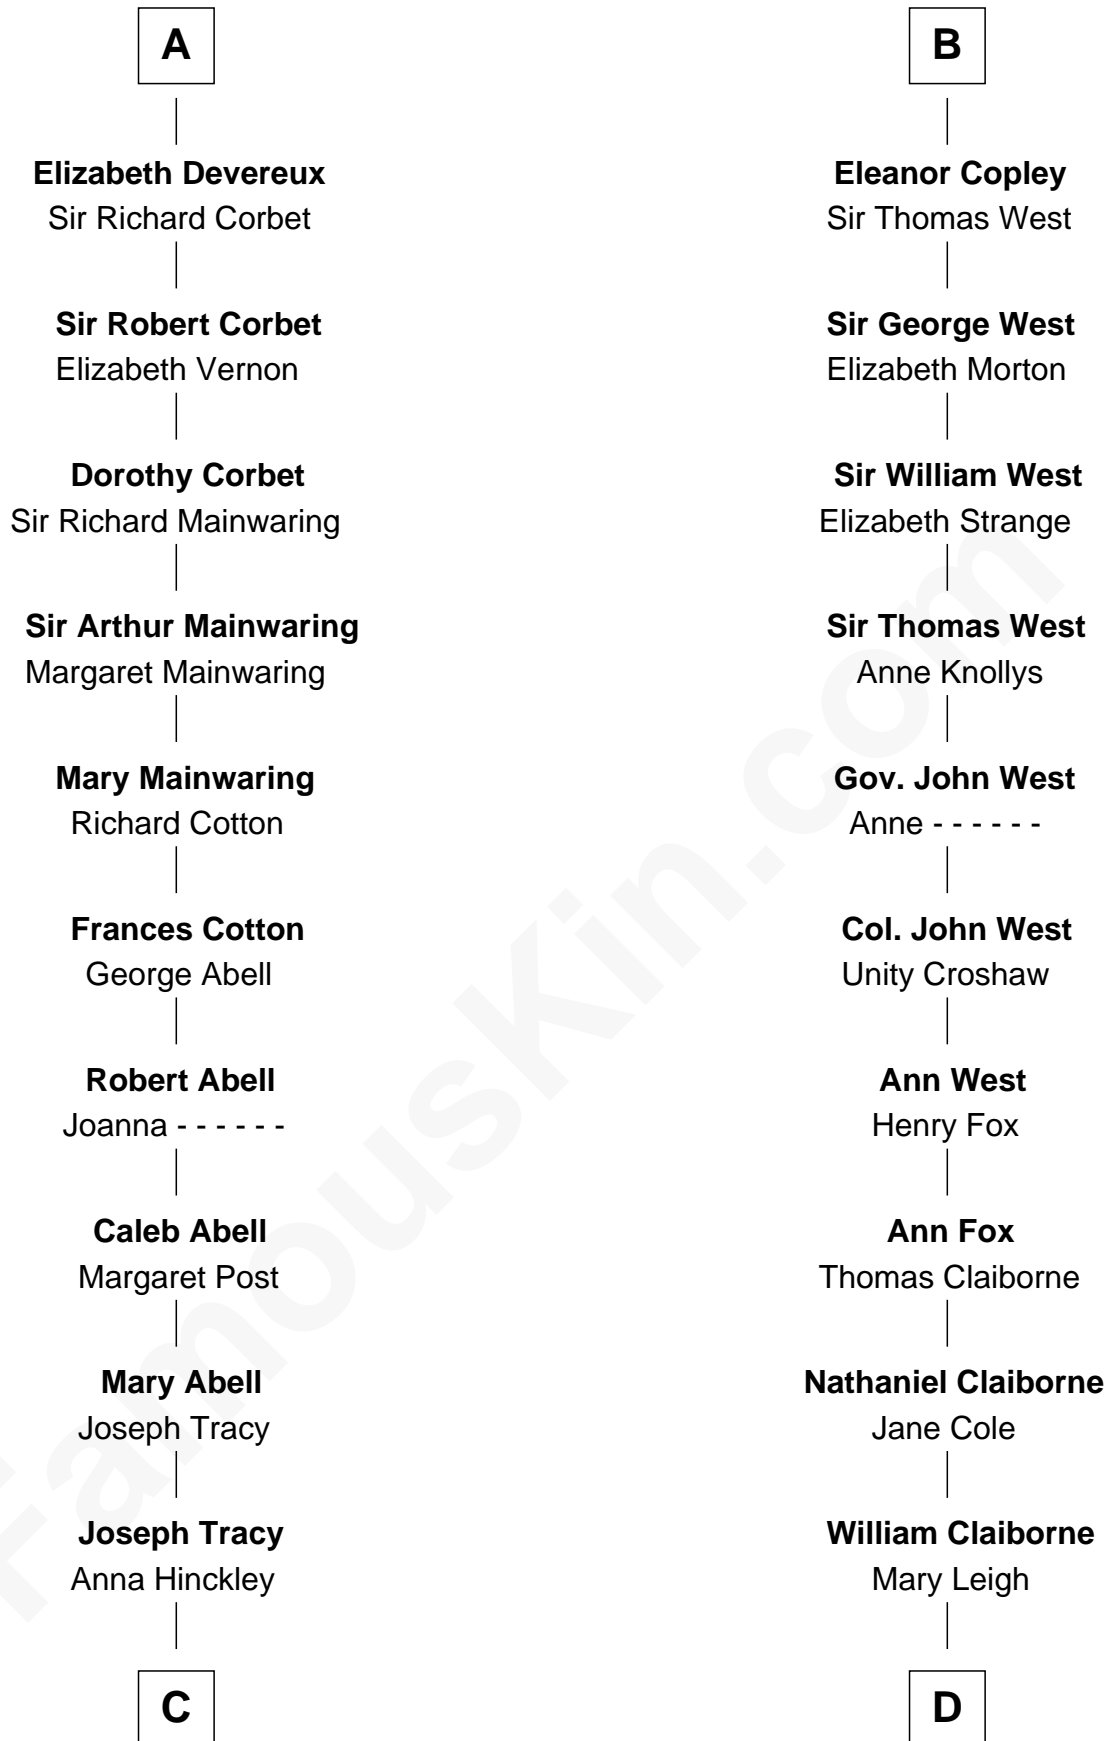 A
Elizabeth Devereux
Sir Richard Corbet
Sir Robert Corbet
Elizabeth Vernon
Dorothy Corbet
Sir Richard Mainwaring
Sir Arthur Mainwaring
Margaret Mainwaring
Mary Mainwaring
Richard Cotton
Frances Cotton
George Abell
Robert Abell
Joanna - - - - - -
Caleb Abell
Margaret Post
Mary Abell
Joseph Tracy
Joseph Tracy
Anna Hinckley
C
B
Eleanor Copley
Sir Thomas West
Sir George West
Elizabeth Morton
Sir William West
Elizabeth Strange
Sir Thomas West
Anne Knollys
Gov. John West
Anne - - - - - -
Col. John West
Unity Croshaw
Ann West
Henry Fox
Ann Fox
Thomas Claiborne
Nathaniel Claiborne
Jane Cole
William Claiborne
Mary Leigh
D
FamousKin.com